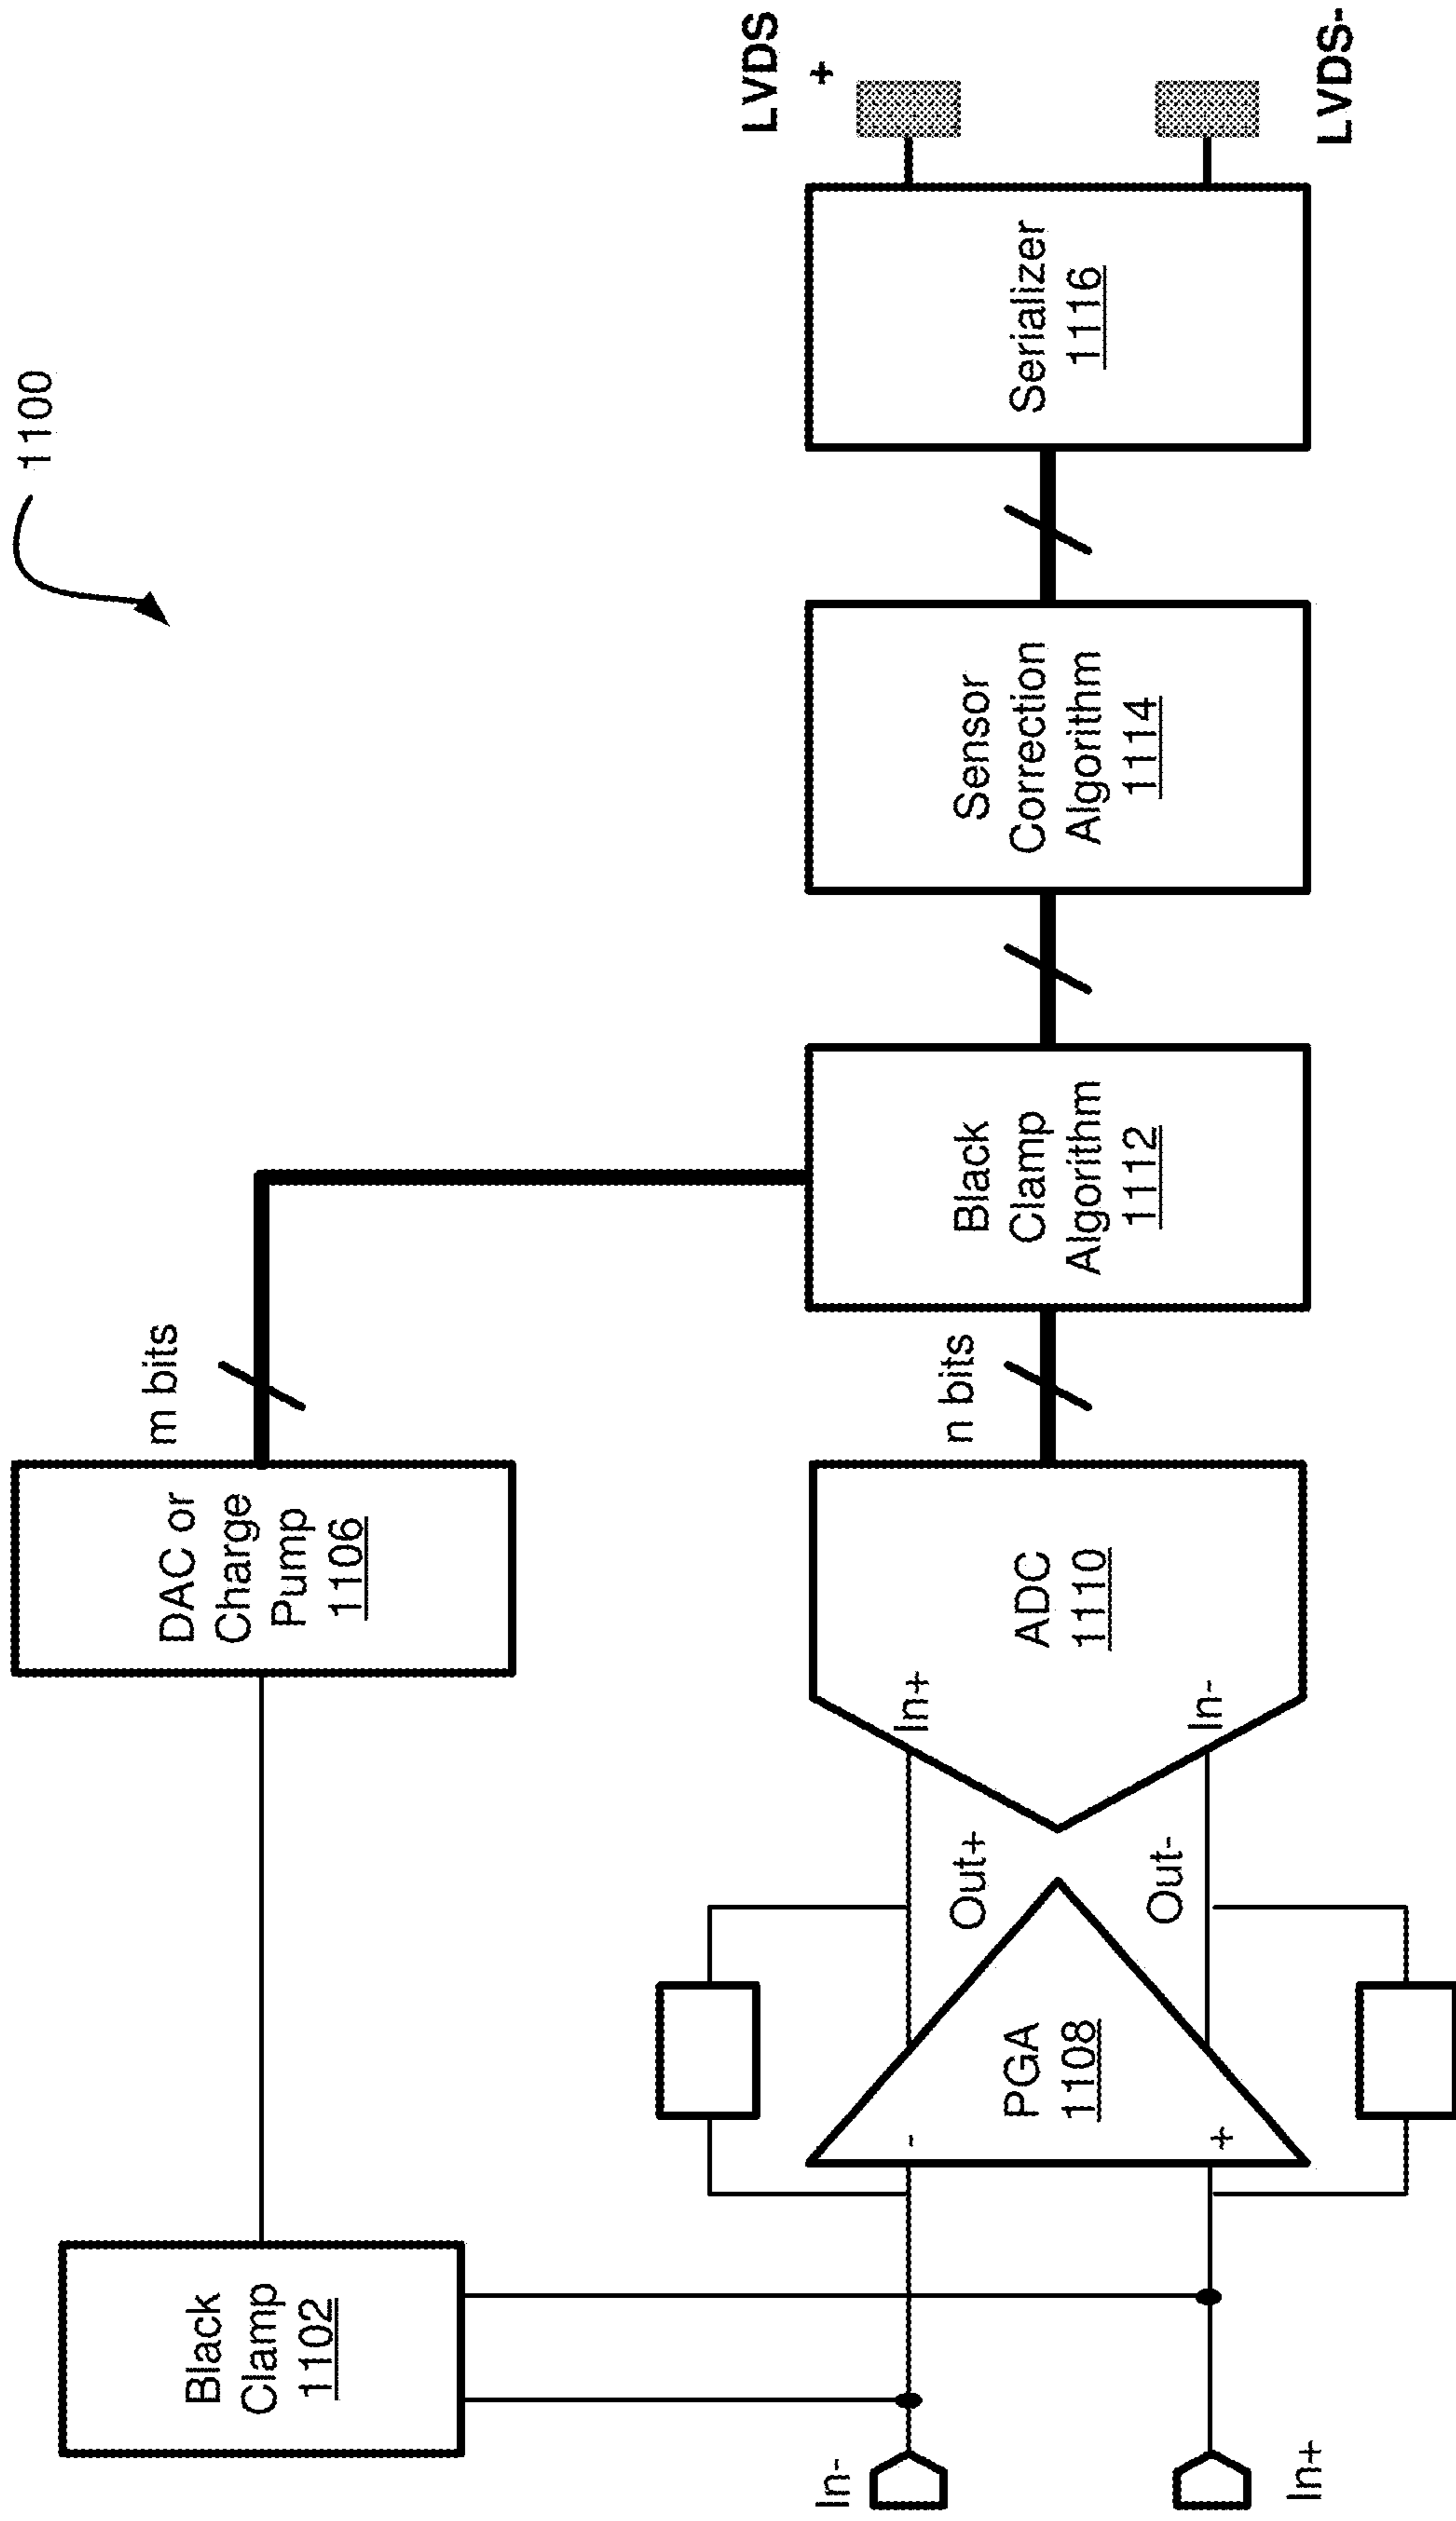 1100
Black
Clamp
1102
DAC or
Charge
Pump
1106
m bits
In-
In+
-
+
PGA
1108
Out+
Out-
In+
In-
ADC
1110
n bits
Black
Clamp
Algorithm
1112
Sensor
Correction
Algorithm
1114
Serializer
1116
LVDS
+
LVDS-